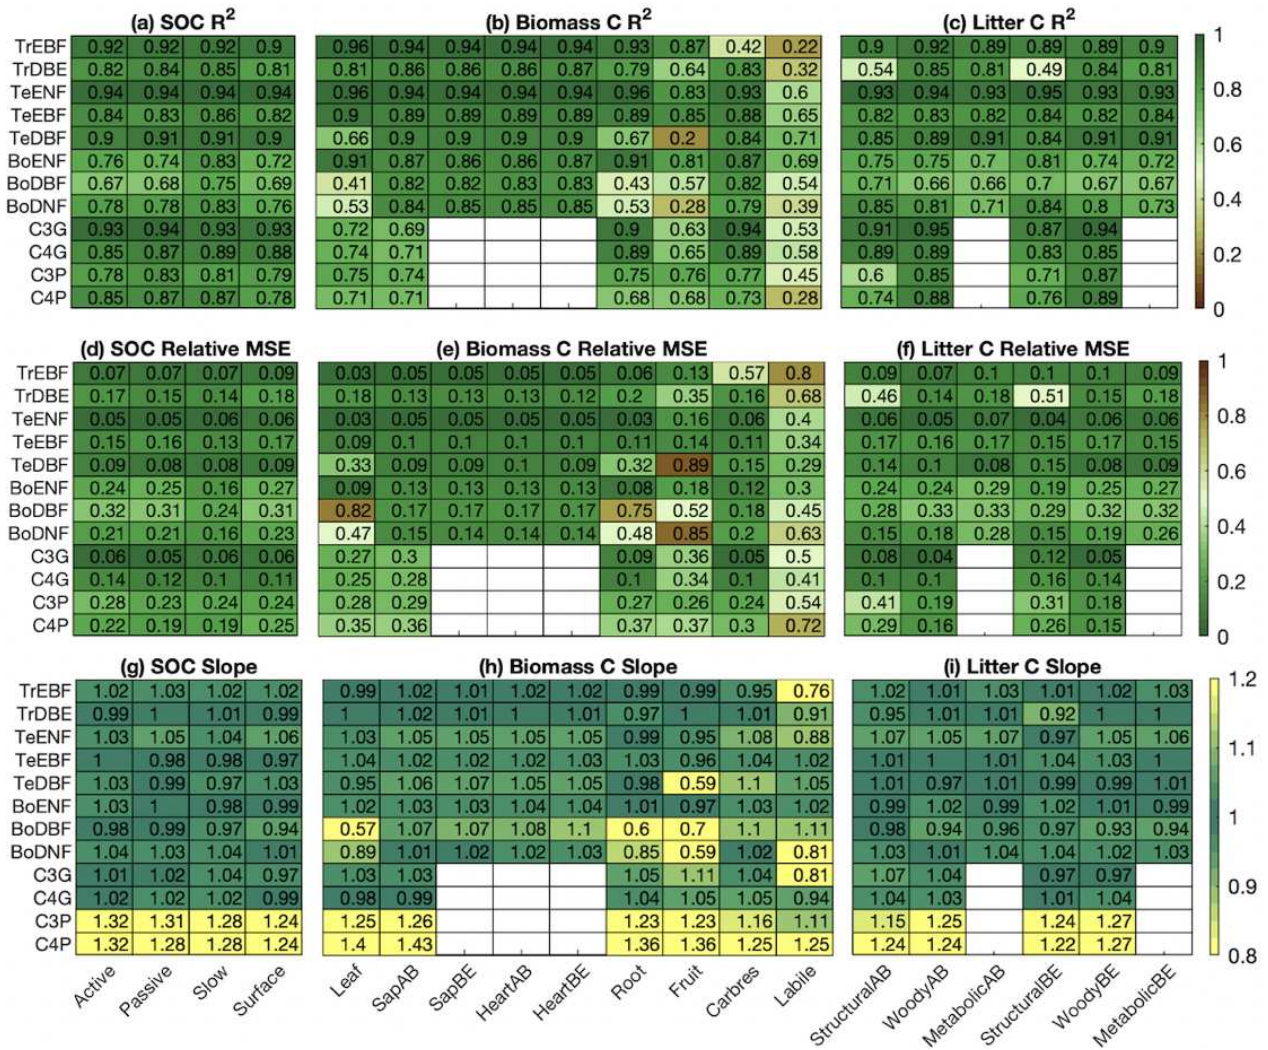 (a) SOC R2 (b) Biomass C R2 (c) Litter C R2
TrEBF 0.92 0.92 0.92 0.9 0.96 0.94 0.94 0.94 0.94 0.93 0.87 0.42 0.22 0.9 0.92 0.89 0.89 0.89 0.9 1
TrDBE 0.82 0.84 0.85 0.81 0.81 0.86 0.86 0.86 0.87 0.79 0.64 0.83 0.32 0.54 0.85 0.81 0.49 0.84 0.81
TeENF 0.94 0.94 0.94 0.94 0.96 0.94 0.94 0.94 0.94 0.96 0.83 0.93 0.6 0.93 0.94 0.93 0.95 0.93 0.93 0.8
TeEBF 0.84 0.83 0.86 0.82 0.9 0.89 0.89 0.89 0.89 0.89 0.85 0.88 0.65 0.82 0.83 0.82 0.84 0.82 0.84
TeDBF 0.9 0.91 0.91 0.9 0.66 0.9 0.9 0.9 0.9 0.67 0.2 0.84 0.71 0.85 0.89 0.91 0.84 0.91 0.91 0.6
BoENF 0.76 0.74 0.83 0.72 0.91 0.87 0.86 0.86 0.87 0.91 0.81 0.87 0.69 0.75 0.75 0.7 0.81 0.74 0.72
BoDBF 0.67 0.68 0.75 0.69 0.41 0.82 0.82 0.83 0.83 0.43 0.57 0.82 0.54 0.71 0.66 0.66 0.7 0.67 0.67 0.4
BoDNF 0.78 0.78 0.83 0.76 0.53 0.84 0.85 0.85 0.85 0.53 0.28 0.79 0.39 0.85 0.81 0.71 0.84 0.8 0.73
C3G 0.93 0.94 0.93 0.93 0.72 0.69 0.9 0.63 0.94 0.53 0.91 0.95 0.87 0.94
C4G 0.85 0.87 0.89 0.88 0.74 0.71 0.89 0.65 0.89 0.58 0.89 0.89 0.83 0.85 0.2
C3P 0.78 0.83 0.81 0.79 0.75 0.74 0.75 0.76 0.77 0.45 0.6 0.85 0.71 0.87
C4P 0.85 0.87 0.87 0.78 0.71 0.71 0.68 0.68 0.73 0.28 0.74 0.88 0.76 0.89 0
(d) SOC Relative MSE (e) Biomass C Relative MSE (f) Litter C Relative MSE
TrEBF 0.07 0.07 0.07 0.09 0.03 0.05 0.05 0.05 0.05 0.06 0.13 0.57 0.8 0.09 0.07 0.1 0.1 0.1 0.09 1
TrDBE 0.17 0.15 0.14 0.18 0.18 0.13 0.13 0.13 0.12 0.2 0.35 0.16 0.68 0.46 0.14 0.18 0.51 0.15 0.18
TeENF 0.05 0.05 0.06 0.06 0.03 0.05 0.05 0.05 0.05 0.03 0.16 0.06 0.4 0.06 0.05 0.07 0.04 0.06 0.06 0.8
TeEBF 0.15 0.16 0.13 0.17 0.09 0.1 0.1 0.1 0.1 0.11 0.14 0.11 0.34 0.17 0.16 0.17 0.15 0.17 0.15
TeDBF 0.09 0.08 0.08 0.09 0.33 0.09 0.09 0.1 0.09 0.32 0.89 0.15 0.29 0.14 0.1 0.08 0.15 0.08 0.09 0.6
BoENF 0.24 0.25 0.16 0.27 0.09 0.13 0.13 0.13 0.13 0.08 0.18 0.12 0.3 0.24 0.24 0.29 0.19 0.25 0.27
BoDBF 0.32 0.31 0.24 0.31 0.82 0.17 0.17 0.17 0.17 0.75 0.52 0.18 0.45 0.28 0.33 0.33 0.29 0.32 0.32 0.4
BoDNF 0.21 0.21 0.16 0.23 0.47 0.15 0.14 0.14 0.14 0.48 0.85 0.2 0.63 0.15 0.18 0.28 0.15 0.19 0.26
C3G 0.06 0.05 0.06 0.06 0.27 0.3 0.09 0.36 0.05 0.5 0.08 0.04 0.12 0.05
C4G 0.14 0.12 0.1 0.11 0.25 0.28 0.1 0.34 0.1 0.41 0.1 0.1 0.16 0.14 0.2
C3P 0.28 0.23 0.24 0.24 0.28 0.29 0.27 0.26 0.24 0.54 0.41 0.19 0.31 0.18
C4P 0.22 0.19 0.19 0.25 0.35 0.36 0.37 0.37 0.3 0.72 0.29 0.16 0.26 0.15 0
(g) SOC Slope (h) Biomass C Slope (i) Litter C Slope
TrEBF 1.02 1.03 1.02 1.02 0.99 1.02 1.01 1.02 1.02 0.99 0.99 0.95 0.76 1.02 1.01 1.03 1.01 1.02 1.03 1.2
TrDBE 0.99 1 1.01 0.99 1 1.02 1.01 1 1.01 0.97 1 1.01 0.91 0.95 1.01 1.01 0.92 1 1
TeENF 1.03 1.05 1.04 1.06 1.03 1.05 1.05 1.05 1.05 0.99 0.95 1.08 0.88 1.07 1.05 1.07 0.97 1.05 1.06
TeEBF 1 0.98 0.98 0.97 1.04 1.02 1.02 1.02 1.03 1.02 0.96 1.04 1.02 1.01 1 1.01 1.04 1.03 1 1.1
TeDBF 1.03 0.99 0.97 1.03 0.95 1.06 1.07 1.05 1.05 0.98 0.59 1.1 1.05 1.01 0.97 1.01 0.99 0.99 1.01
BoENF 1.03 1 0.98 0.99 1.02 1.03 1.03 1.04 1.04 1.01 0.97 1.03 1.02 0.99 1.02 0.99 1.02 1.01 0.99 1
BoDBF 0.98 0.99 0.97 0.94 0.57 1.07 1.07 1.08 1.1 0.6 0.7 1.1 1.11 0.98 0.94 0.96 0.97 0.93 0.94
BoDNF 1.04 1.03 1.04 1.01 0.89 1.01 1.02 1.02 1.03 0.85 0.59 1.02 0.81 1.03 1.01 1.04 1.04 1.02 1.03
C3G 1.01 1.02 1.04 0.97 1.03 1.03 1.05 1.11 1.04 0.81 1.07 1.04 0.97 0.97 0.9
C4G 1.02 1.02 1.02 0.99 0.98 0.99 1.04 1.05 1.05 0.94 1.04 1.03 1.01 1.04
C3P 1.32 1.31 1.28 1.24 1.25 1.26 1.23 1.23 1.16 1.11 1.15 1.25 1.24 1.27
C4P 1.32 1.28 1.28 1.24 1.4 1.43 1.36 1.36 1.25 1.25 1.24 1.24 1.22 1.27 0.8
Active Passive Slow Surface Leaf SapAB SapBE HeartAB HeartBE Root Fruit Carbres Labile StructuralAB WoodyAB MetabolicAB StructuralBE WoodyBE MetabolicBE